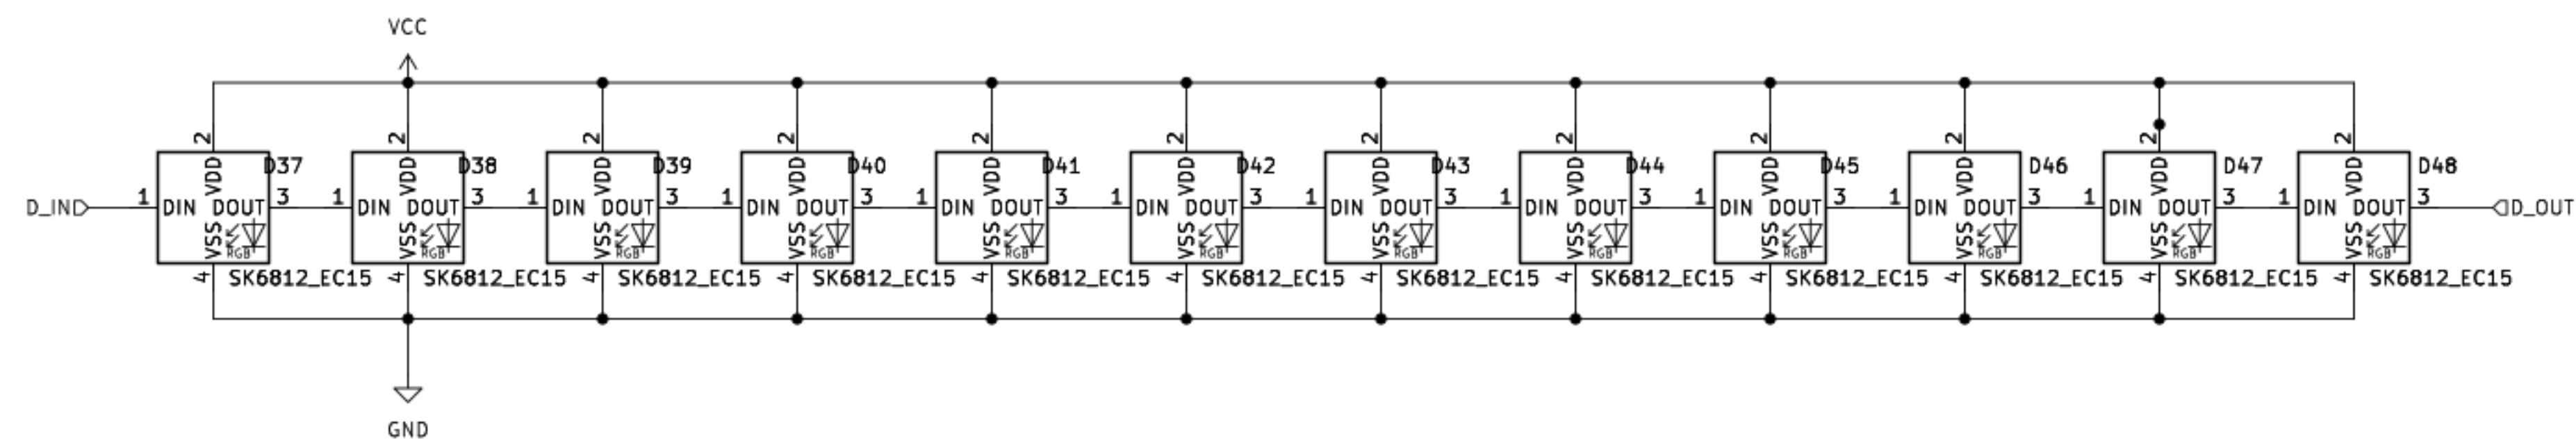 VCC
2 2 2 2 2 2 2 2 2 2 2 2
D37 D38 D39 D40 D41 D42 D43 D44 D45 D46 D47 D48
VDD VDD VDD VDD VDD VDD VDD VDD VDD VDD VDD VDD
1 3 1 3 1 3 1 3 1 3 1 3 1 3 1 3 1 3 1 3 1 3 1 3
D_IN DIN DOUT DIN DOUT DIN DOUT DIN DOUT DIN DOUT DIN DOUT DIN DOUT DIN DOUT DIN DOUT DIN DOUT DIN DOUT DIN DOUT D_OUT
VSS VSS VSS VSS VSS VSS VSS VSS VSS VSS VSS VSS
RGB RGB RGB RGB RGB RGB RGB RGB RGB RGB RGB RGB
4 SK6812_EC15 4 SK6812_EC15 4 SK6812_EC15 4 SK6812_EC15 4 SK6812_EC15 4 SK6812_EC15 4 SK6812_EC15 4 SK6812_EC15 4 SK6812_EC15 4 SK6812_EC15 4 SK6812_EC15 4 SK6812_EC15
GND